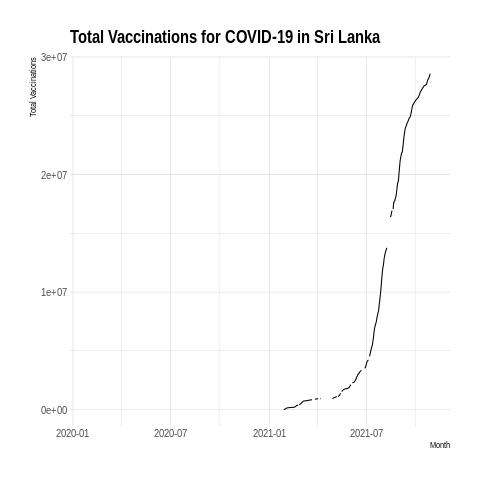 Total Vaccinations for COVID-19 in Sri Lanka
Total Vaccinations
3e+07
2e+07
1e+07
0e+00
2020-01
2020-07
2021-01
2021-07
Month